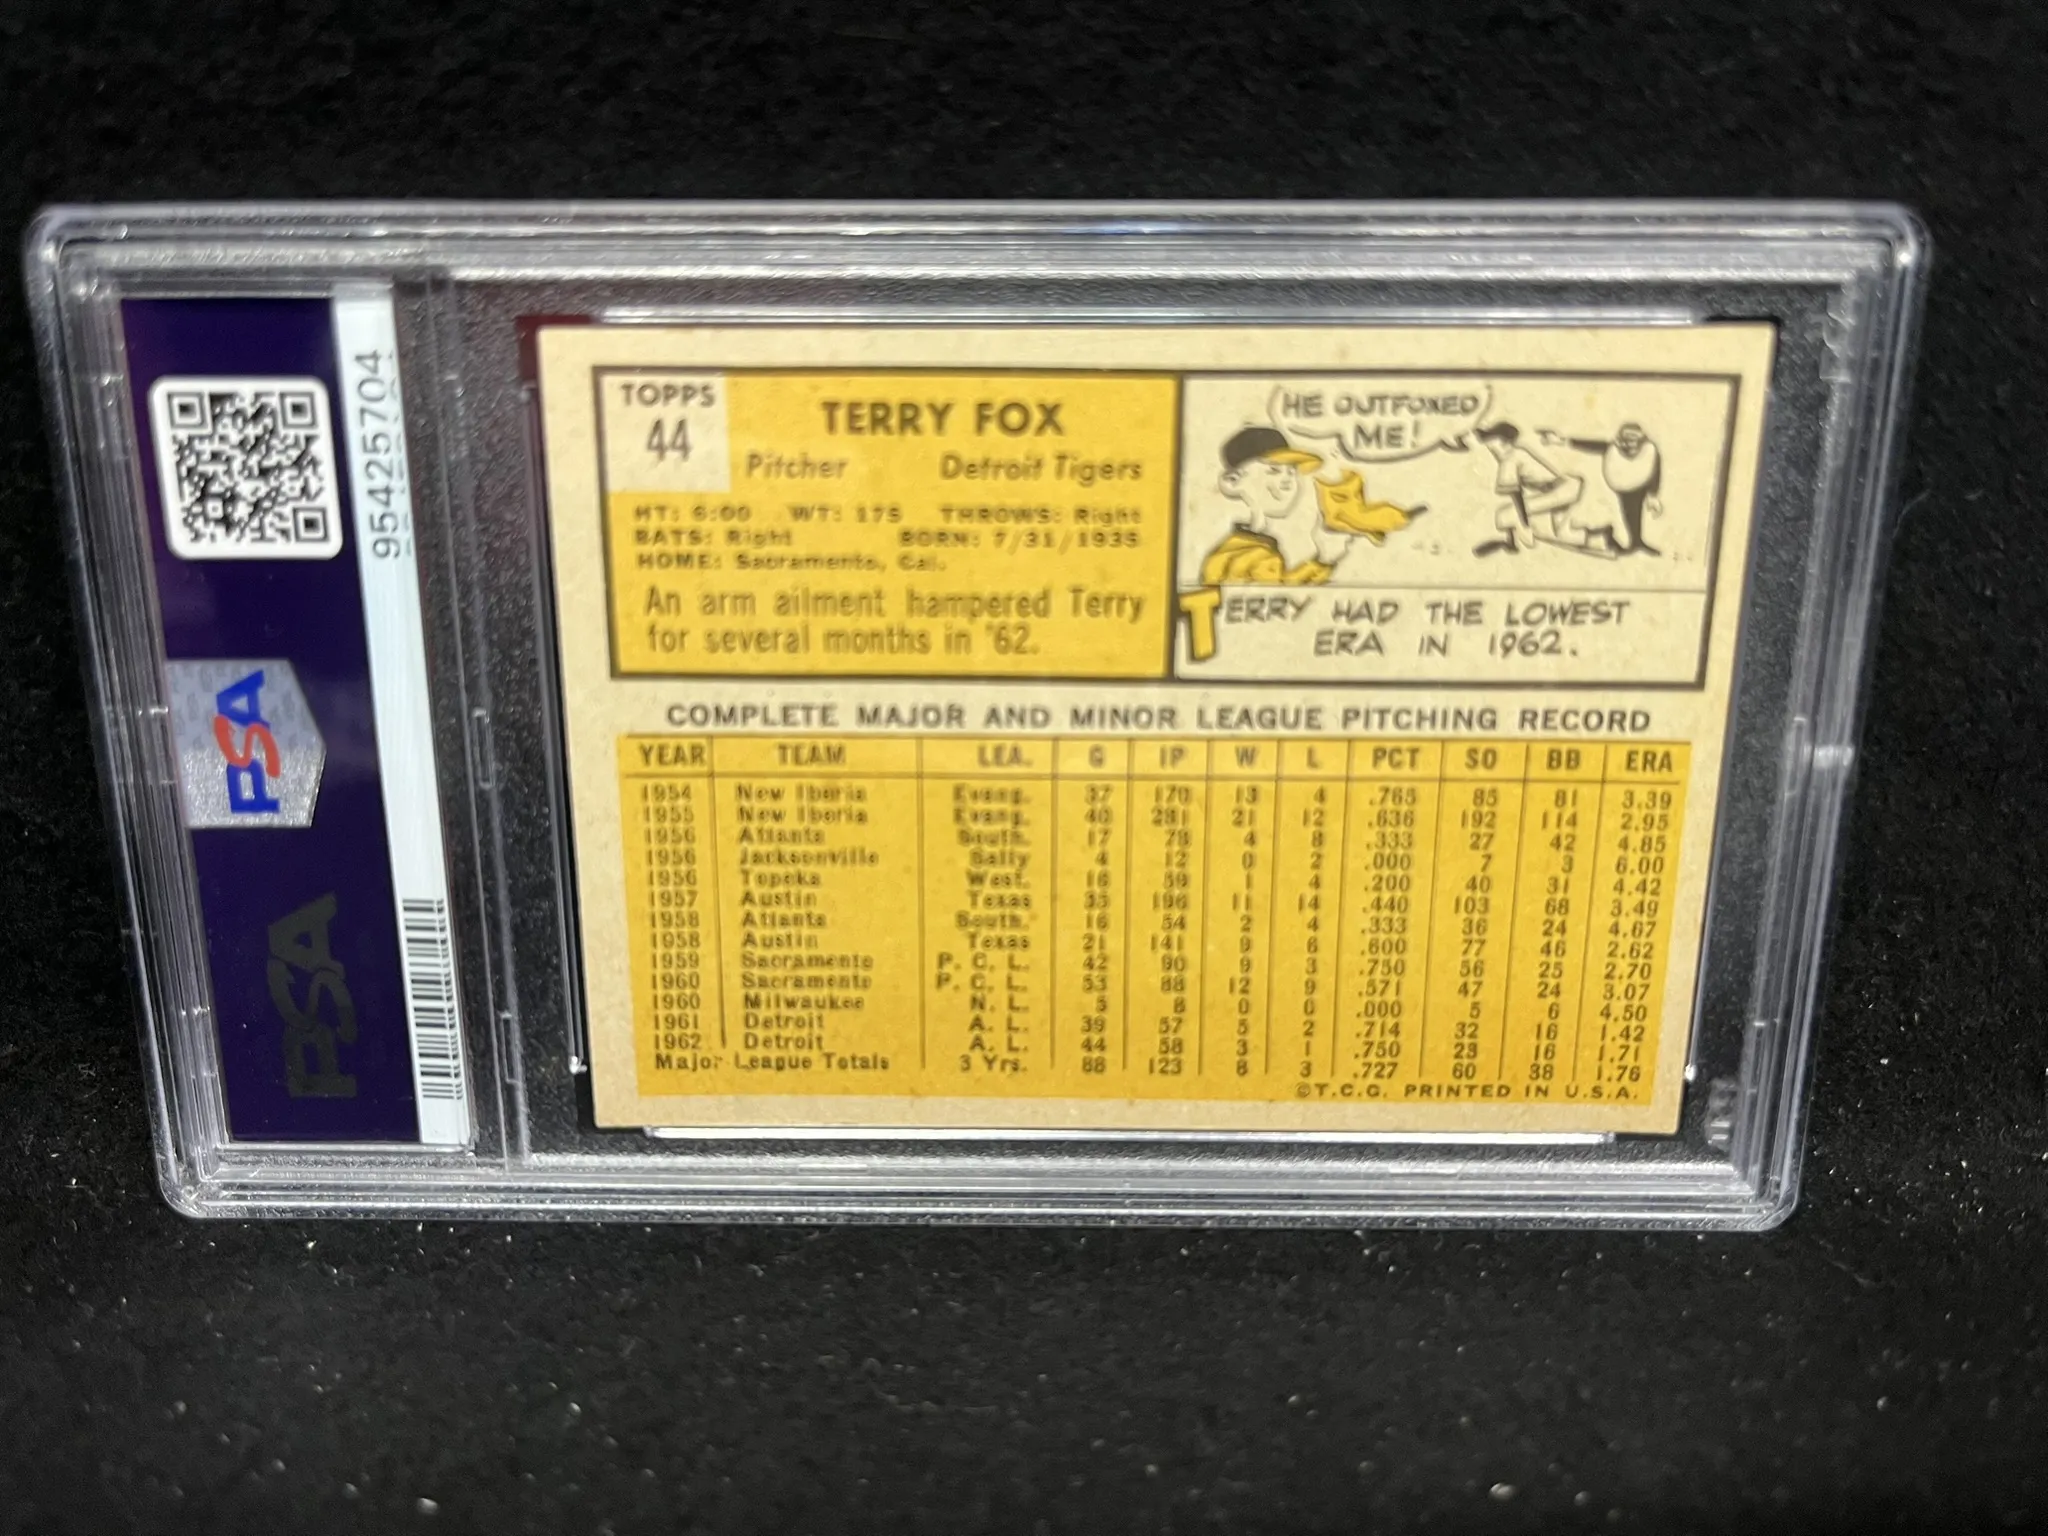 95425704
PSA
PSA
TOPPS
44
TERRY FOX
Pitcher Detroit Tigers
HT: 6:00 WT: 175 THROWS: Right
BATS: Right BORN: 7/31/1935
HOME: Sacramento, Cal.
An arm ailment hampered Terry
for several months in '62.
HE OUTFOXED
ME!
TERRY HAD THE LOWEST
ERA IN 1962.
COMPLETE MAJOR AND MINOR LEAGUE PITCHING RECORD
YEAR TEAM LEA. G IP W L PCT SO BB ERA
1954 New Iberia Evang. 37 170 13 4 .765 85 81 3.39
1955 New Iberia Evang. 40 281 21 12 .636 192 114 2.95
1956 Atlanta South. 17 78 4 8 .333 27 42 4.85
1956 Jacksonville Sally 4 12 0 2 .000 7 3 6.00
1956 Topeka West. 16 59 1 4 .200 40 31 4.42
1957 Austin Texas 35 196 11 14 .440 103 68 3.49
1958 Atlanta South. 16 54 2 4 .333 36 24 4.67
1958 Austin Texas 21 141 9 6 .600 77 46 2.62
1959 Sacramento P. C. L. 42 90 9 3 .750 56 25 2.70
1960 Sacramento P. C. L. 53 88 12 9 .571 47 24 3.07
1960 Milwaukee N. L. 5 8 0 0 .000 5 6 4.50
1961 Detroit A. L. 39 57 5 2 .714 32 16 1.42
1962 Detroit A. L. 44 58 3 1 .750 23 16 1.71
Major League Totals 3 Yrs. 88 123 8 3 .727 60 38 1.76
©T.C.G. PRINTED IN U.S.A.